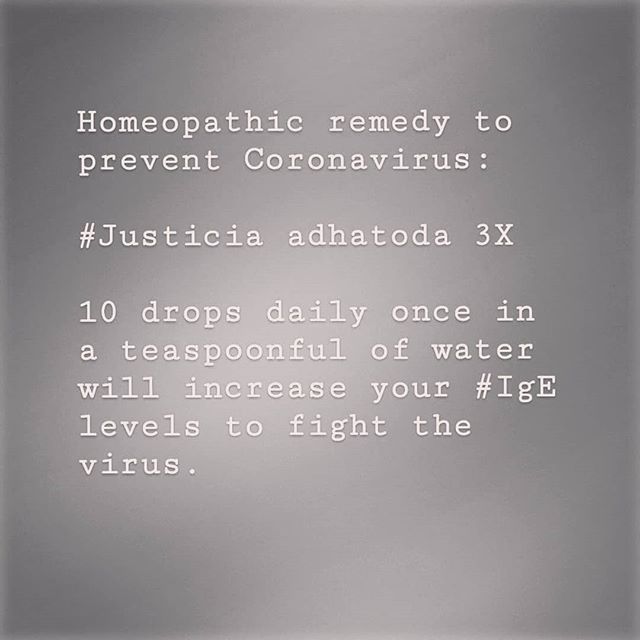 Homeopathic remedy to
prevent Coronavirus:
#Justicia adhatoda 3X
10 drops daily once in
a teaspoonful of water
will increase your #IgE
levels to fight the
virus.